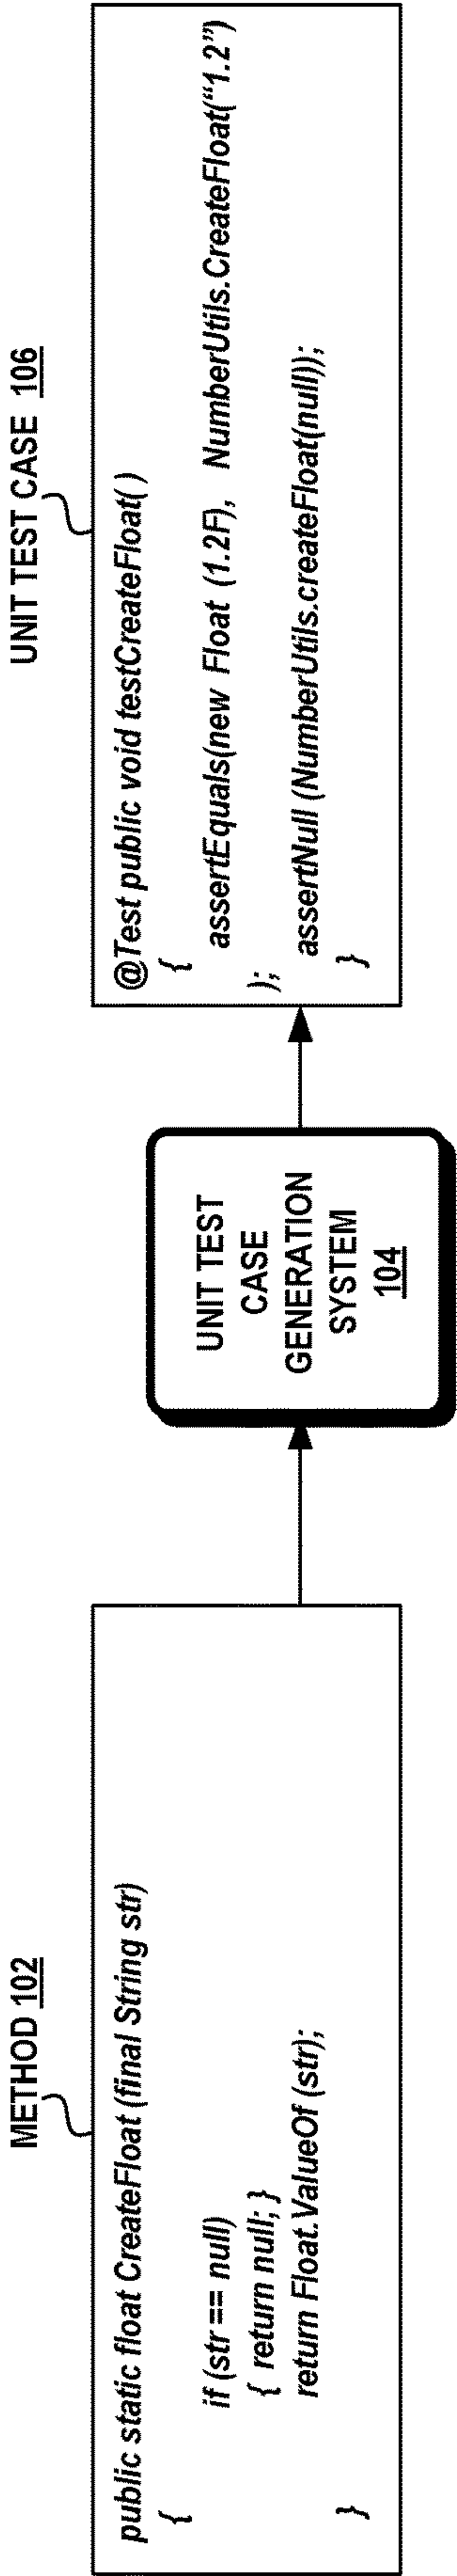 METHOD 102
public static float CreateFloat (final String str)
{
if (str == null)
{ return null; }
return Float.ValueOf (str);
}
UNIT TEST
CASE
GENERATION
SYSTEM
104
UNIT TEST CASE 106
@Test public void testCreateFloat( )
{
assertEquals(new Float (1.2F), NumberUtils.CreateFloat(“1.2”)
);
assertNull (NumberUtils.createFloat(null));
}